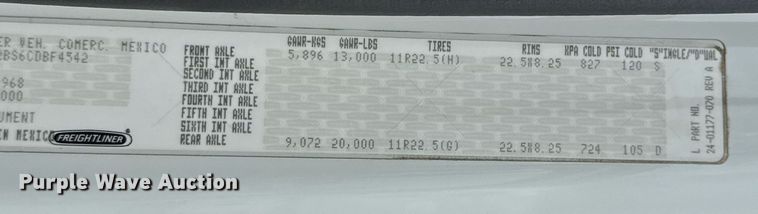 ER VEH. COMERC. MEXICO
2BS6CDBF4542
968
000
UMENT
EN MEXICO
FREIGHTLINER
GAWR-KGS GAWR-LBS TIRES RIMS KPA COLD PSI COLD "S"INGLE/"D"UAL
FRONT AXLE 5,896 13,000 11R22.5(H) 22.5X8.25 827 120 S
FIRST INT AXLE
SECOND INT AXLE
THIRD INT AXLE
FOURTH INT AXLE
FIFTH INT AXLE
SIXTH INT AXLE
REAR AXLE 9,072 20,000 11R22.5(G) 22.5X8.25 724 105 D
L PART NO.
24-01177-070 REV A
Purple Wave Auction